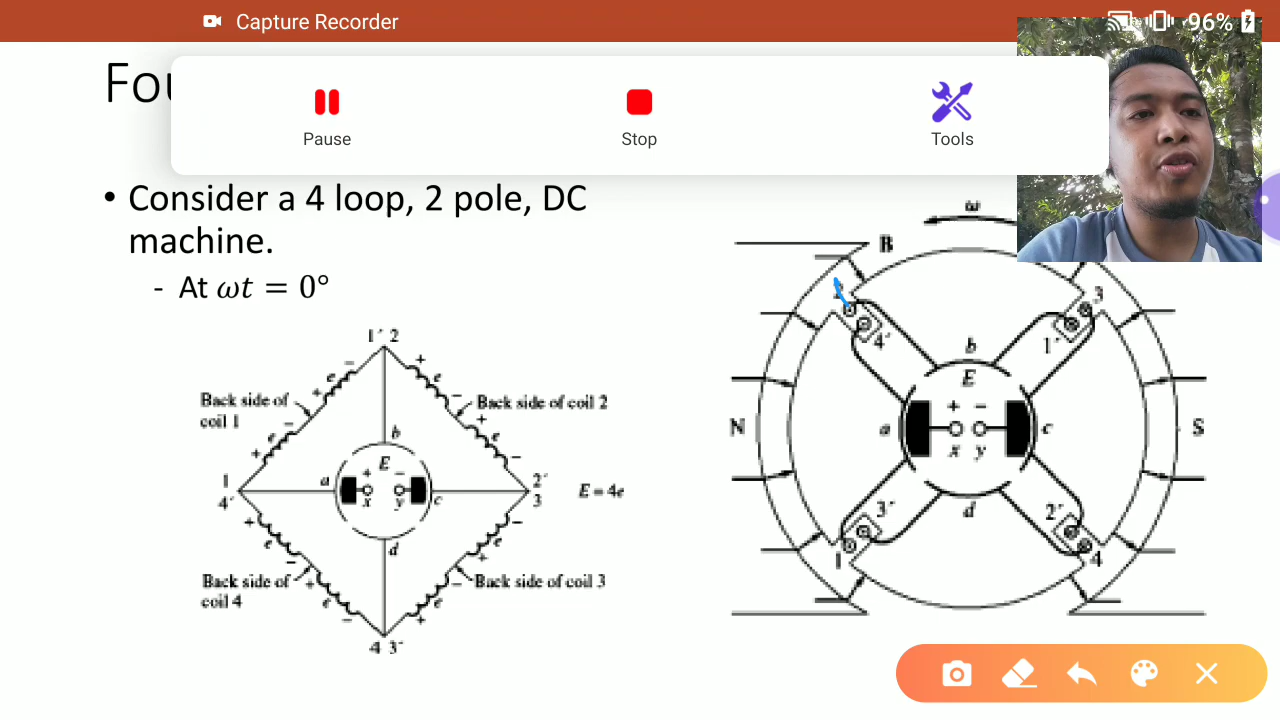 Capture Recorder
96%
Pause
Stop
Tools
• Consider a 4 loop, 2 pole, DC
machine.
- At ωt = 0°
1´ 2
+ e - + e -
Back side of
coil 1
Back side of coil 2
b
E
1
4´
a
+ -
x y
c
2´
3
E = 4e
d
Back side of
coil 4
Back side of coil 3
4 3´
ω
B
3
4´
1´
b
E
N
a
+ -
x y
c
S
d
3´
2´
1
4